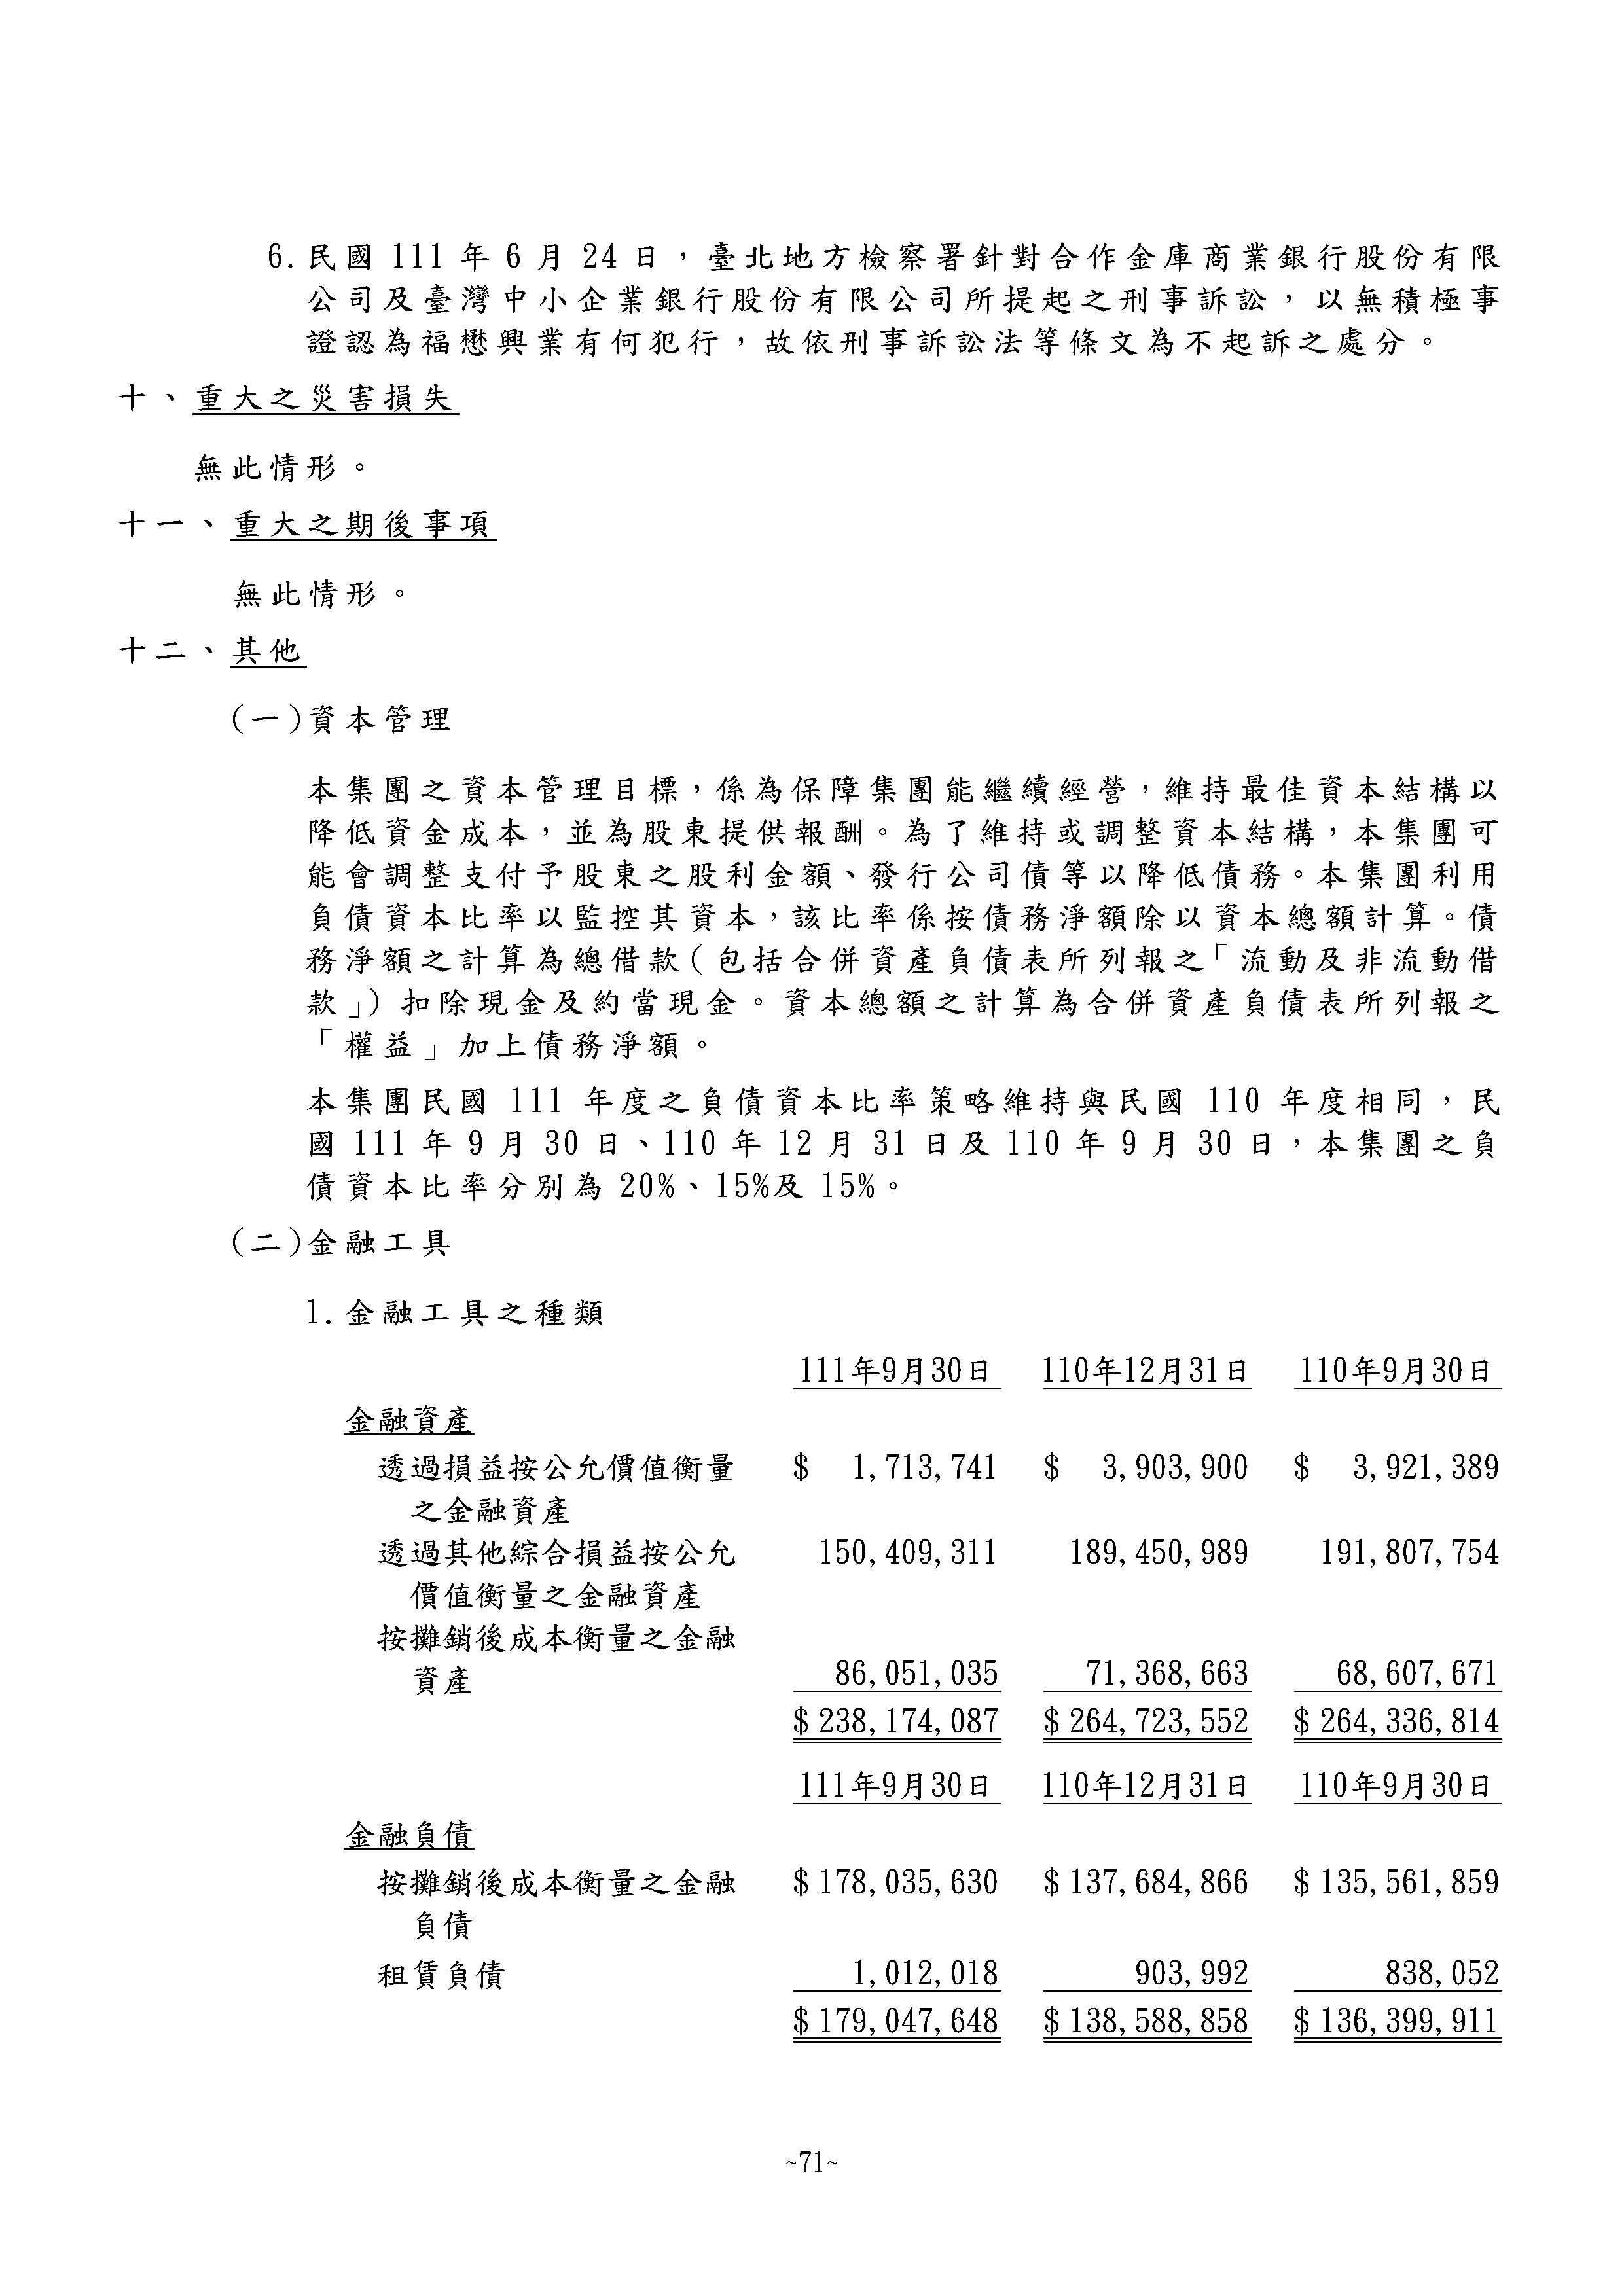 6.民國 111 年 6 月 24 日，臺北地方檢察署針對合作金庫商業銀行股份有限
公司及臺灣中小企業銀行股份有限公司所提起之刑事訴訟，以無積極事
證認為福懋興業有何犯行，故依刑事訴訟法等條文為不起訴之處分。
十、重大之災害損失
無此情形。
十一、重大之期後事項
無此情形。
十二、其他
(一)資本管理
本集團之資本管理目標，係為保障集團能繼續經營，維持最佳資本結構以
降低資金成本，並為股東提供報酬。為了維持或調整資本結構，本集團可
能會調整支付予股東之股利金額、發行公司債等以降低債務。本集團利用
負債資本比率以監控其資本，該比率係按債務淨額除以資本總額計算。債
務淨額之計算為總借款(包括合併資產負債表所列報之「流動及非流動借
款」)扣除現金及約當現金。資本總額之計算為合併資產負債表所列報之
「權益」加上債務淨額。
本集團民國 111 年度之負債資本比率策略維持與民國 110 年度相同，民
國 111 年 9 月 30 日、110 年 12 月 31 日及 110 年 9 月 30 日，本集團之負
債資本比率分別為 20%、15%及 15%。
(二)金融工具
1.金融工具之種類
111年9月30日 110年12月31日 110年9月30日
金融資產
透過損益按公允價值衡量 $ 1,713,741 $ 3,903,900 $ 3,921,389
之金融資產
透過其他綜合損益按公允 150,409,311 189,450,989 191,807,754
價值衡量之金融資產
按攤銷後成本衡量之金融
資產 86,051,035 71,368,663 68,607,671
$ 238,174,087 $ 264,723,552 $ 264,336,814
111年9月30日 110年12月31日 110年9月30日
金融負債
按攤銷後成本衡量之金融 $ 178,035,630 $ 137,684,866 $ 135,561,859
負債
租賃負債 1,012,018 903,992 838,052
$ 179,047,648 $ 138,588,858 $ 136,399,911
~71~